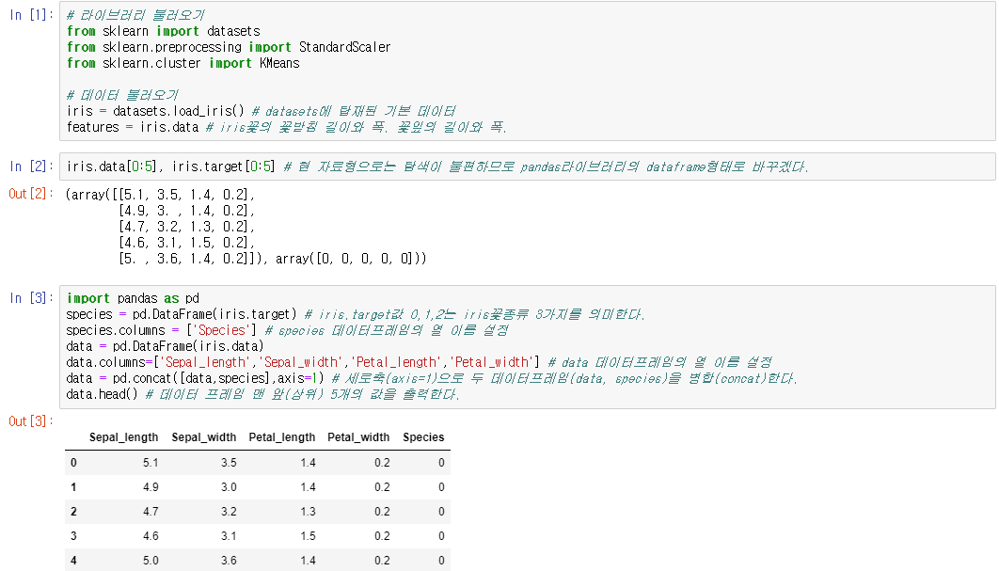 In [1]:
# 라이브러리 불러오기
from sklearn import datasets
from sklearn.preprocessing import StandardScaler
from sklearn.cluster import KMeans
# 데이터 불러오기
iris = datasets.load_iris() # datasets에 탑재된 기본 데이터
features = iris.data # iris꽃의 꽃받침 길이와 폭, 꽃잎의 길이와 폭.
In [2]:
iris.data[0:5], iris.target[0:5] # 현 자료형으로는 탐색이 불편하므로 pandas라이브러리의 dataframe형태로 바꾸겠다.
Out[2]:
(array([[5.1, 3.5, 1.4, 0.2],
[4.9, 3. , 1.4, 0.2],
[4.7, 3.2, 1.3, 0.2],
[4.6, 3.1, 1.5, 0.2],
[5. , 3.6, 1.4, 0.2]]), array([0, 0, 0, 0, 0]))
In [3]:
import pandas as pd
species = pd.DataFrame(iris.target) # iris.target값 0,1,2는 iris꽃종류 3가지를 의미한다.
species.columns = ['Species'] # species 데이터프레임의 열 이름 설정
data = pd.DataFrame(iris.data)
data.columns=['Sepal_length','Sepal_width','Petal_length','Petal_width'] # data 데이터프레임의 열 이름 설정
data = pd.concat([data,species],axis=1) # 세로축(axis=1)으로 두 데이터프레임(data, species)을 병합(concat)한다.
data.head() # 데이터 프레임 맨 앞(상위) 5개의 값을 출력한다.
Out[3]:
Sepal_length Sepal_width Petal_length Petal_width Species
0 5.1 3.5 1.4 0.2 0
1 4.9 3.0 1.4 0.2 0
2 4.7 3.2 1.3 0.2 0
3 4.6 3.1 1.5 0.2 0
4 5.0 3.6 1.4 0.2 0